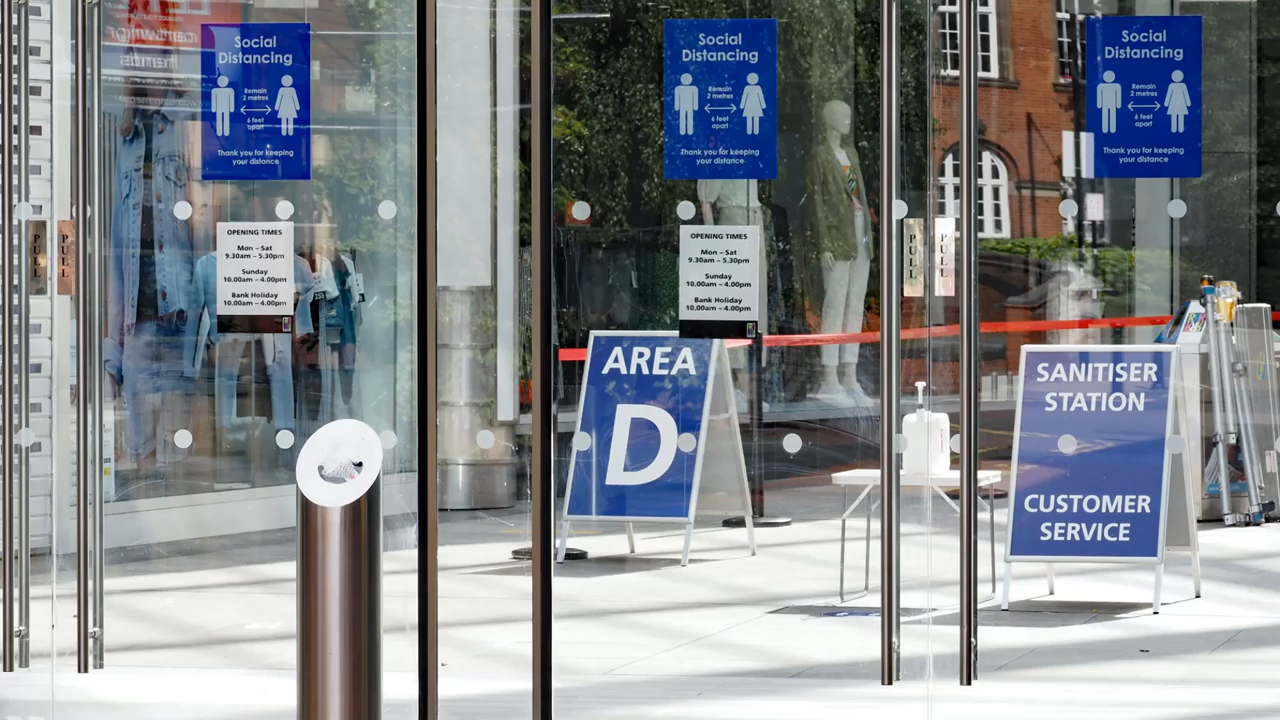 Social
Distancing
Remain
2 metres
6 feet
apart
Thank you for keeping
your distance
Social
Distancing
Remain
2 metres
6 feet
apart
Thank you for keeping
your distance
Social
Distancing
Remain
2 metres
6 feet
apart
Thank you for keeping
your distance
PULL
PULL
OPENING TIMES
Mon – Sat
9.30am – 5.30pm
Sunday
10.00am – 4.00pm
Bank Holiday
10.00am – 4.00pm
OPENING TIMES
Mon – Sat
9.30am – 5.30pm
Sunday
10.00am – 4.00pm
Bank Holiday
10.00am – 4.00pm
PULL
PULL
AREA
D
SANITISER
STATION
CUSTOMER
SERVICE